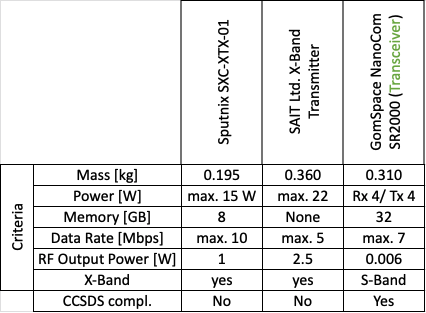 Sputnix SXC-XTX-01
SAIT Ltd. X-Band
Transmitter
GomSpace NanoCom
SR2000 (Transceiver)
Criteria
Mass [kg] 0.195 0.360 0.310
Power [W] max. 15 W max. 22 Rx 4/ Tx 4
Memory [GB] 8 None 32
Data Rate [Mbps] max. 10 max. 5 max. 7
RF Output Power [W] 1 2.5 0.006
X-Band yes yes S-Band
CCSDS compl. No No Yes